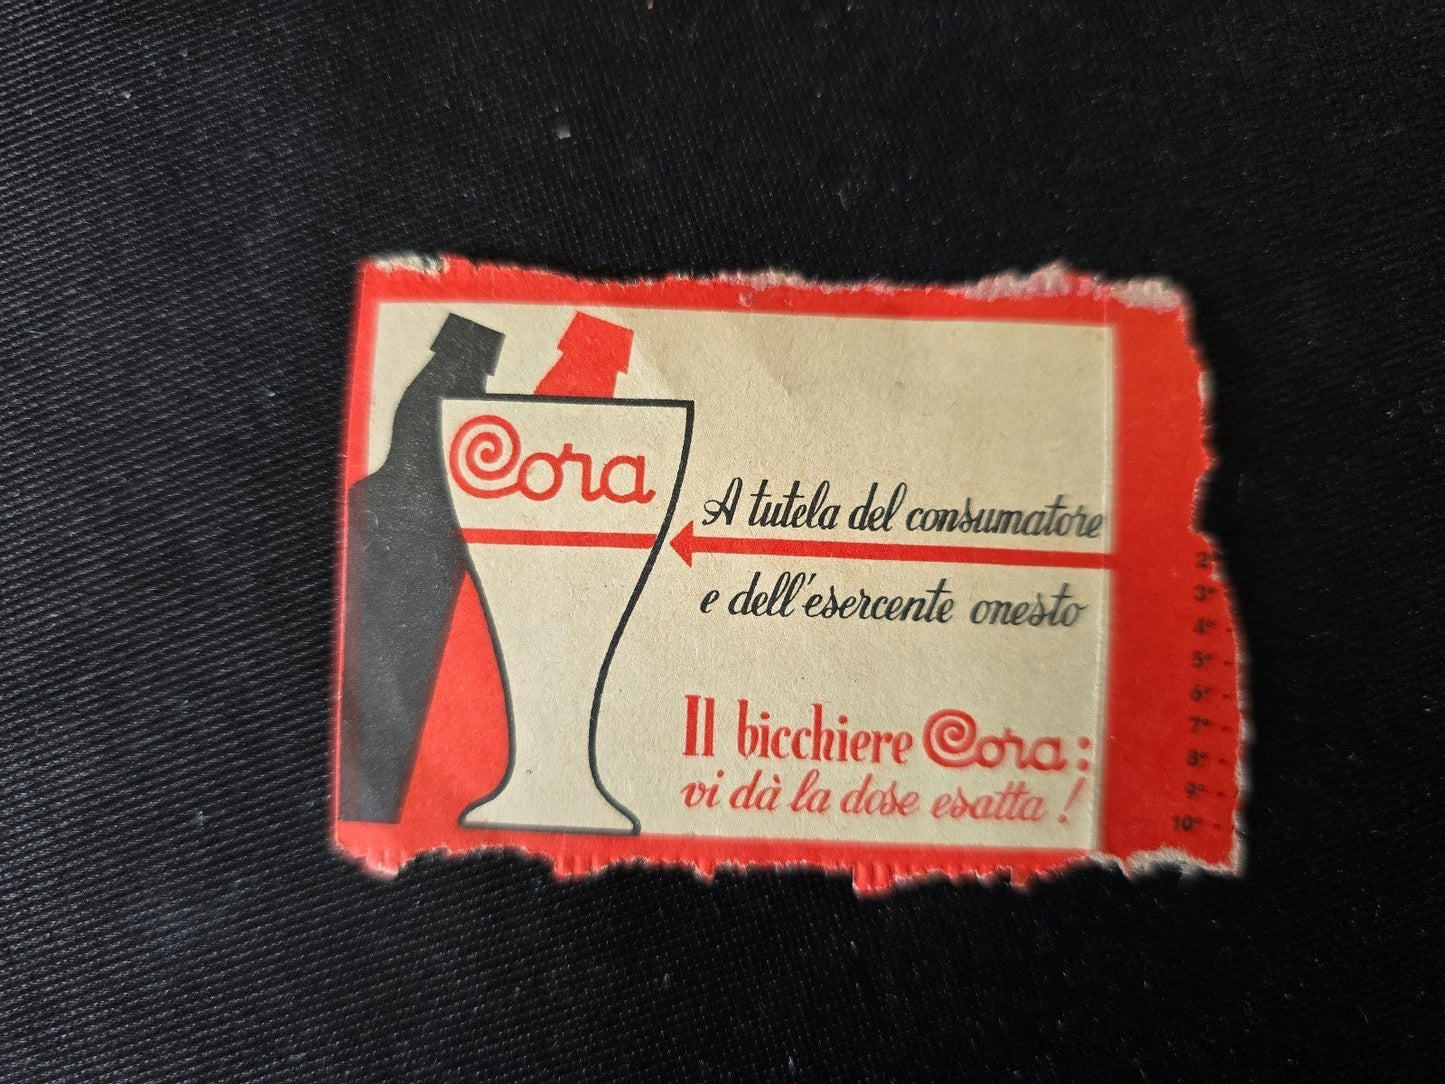 Cora
A tutela del consumatore
e dell'esercente onesto
Il bicchiere Cora:
vi dà la dose esatta!
2°
3°
4°
5°
6°
7°
8°
9°
10°